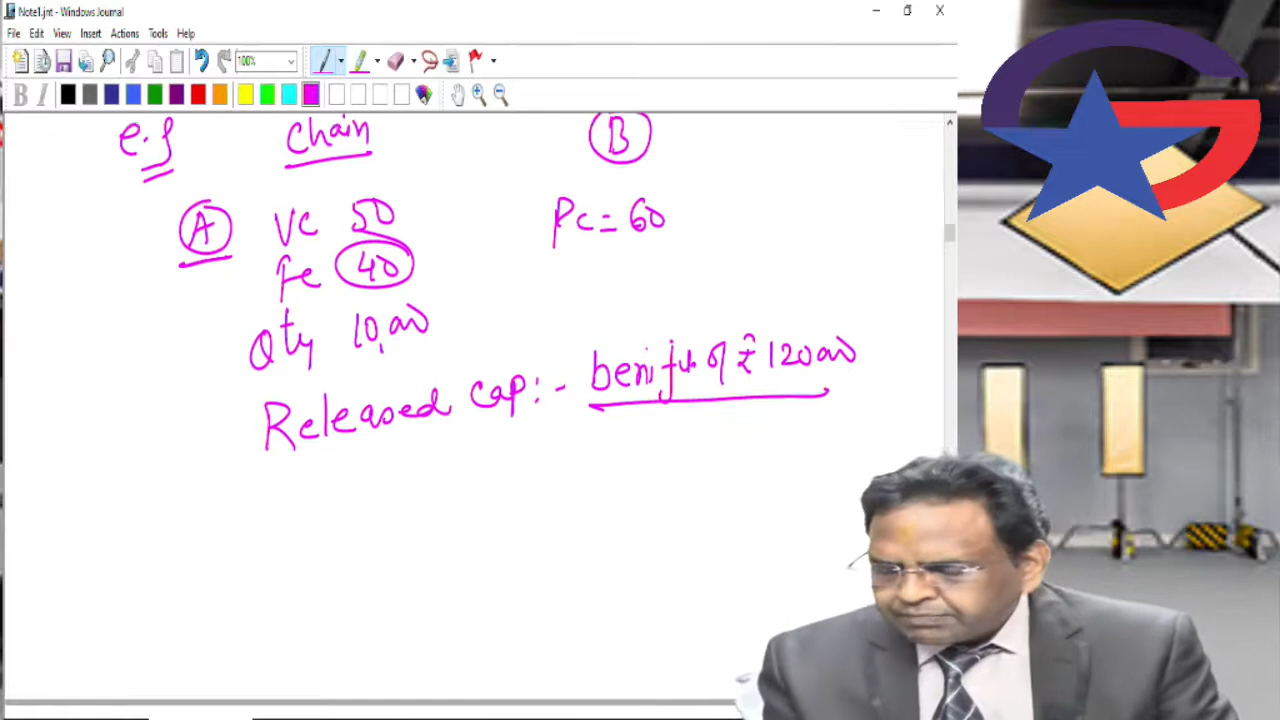 Note1.jnt - Windows Journal
File Edit View Insert Actions Tools Help
100%
B I
e.g Chain B
A VC 50 PC = 60
FC 40
Qty 10,000
Released cap:- benifit of ₹ 120000